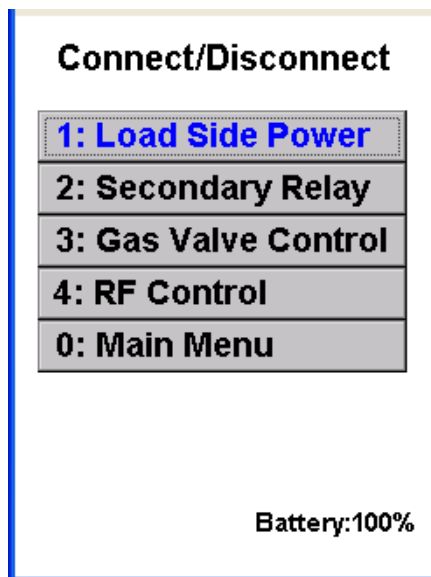 Connect/Disconnect
1: Load Side Power
2: Secondary Relay
3: Gas Valve Control
4: RF Control
0: Main Menu
Battery:100%